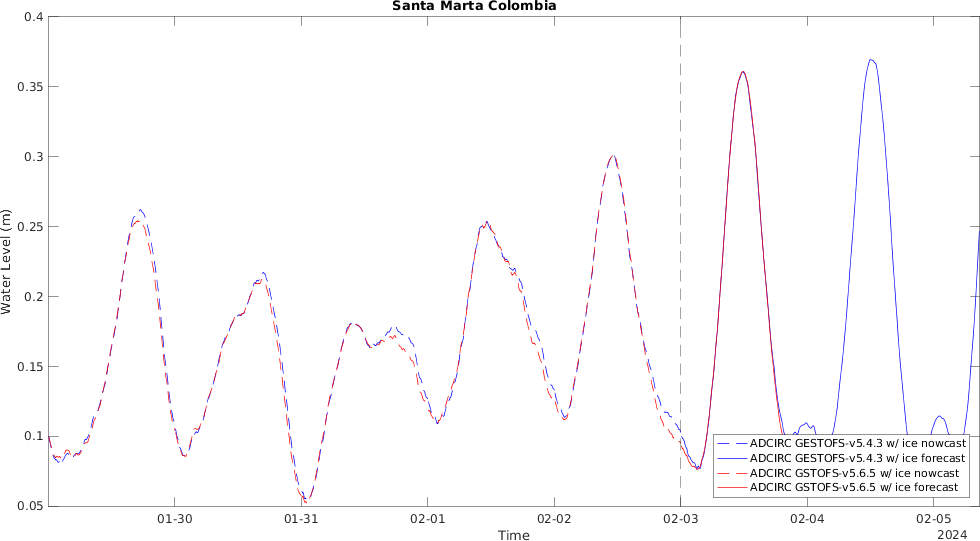 Santa Marta Colombia
0.4
0.35
0.3
0.25
0.2
0.15
0.1
0.05
Water Level (m)
01-30
01-31
02-01
02-02
02-03
02-04
02-05
Time
2024
ADCIRC GESTOFS-v5.4.3 w/ ice nowcast
ADCIRC GESTOFS-v5.4.3 w/ ice forecast
ADCIRC GSTOFS-v5.6.5 w/ ice nowcast
ADCIRC GSTOFS-v5.6.5 w/ ice forecast